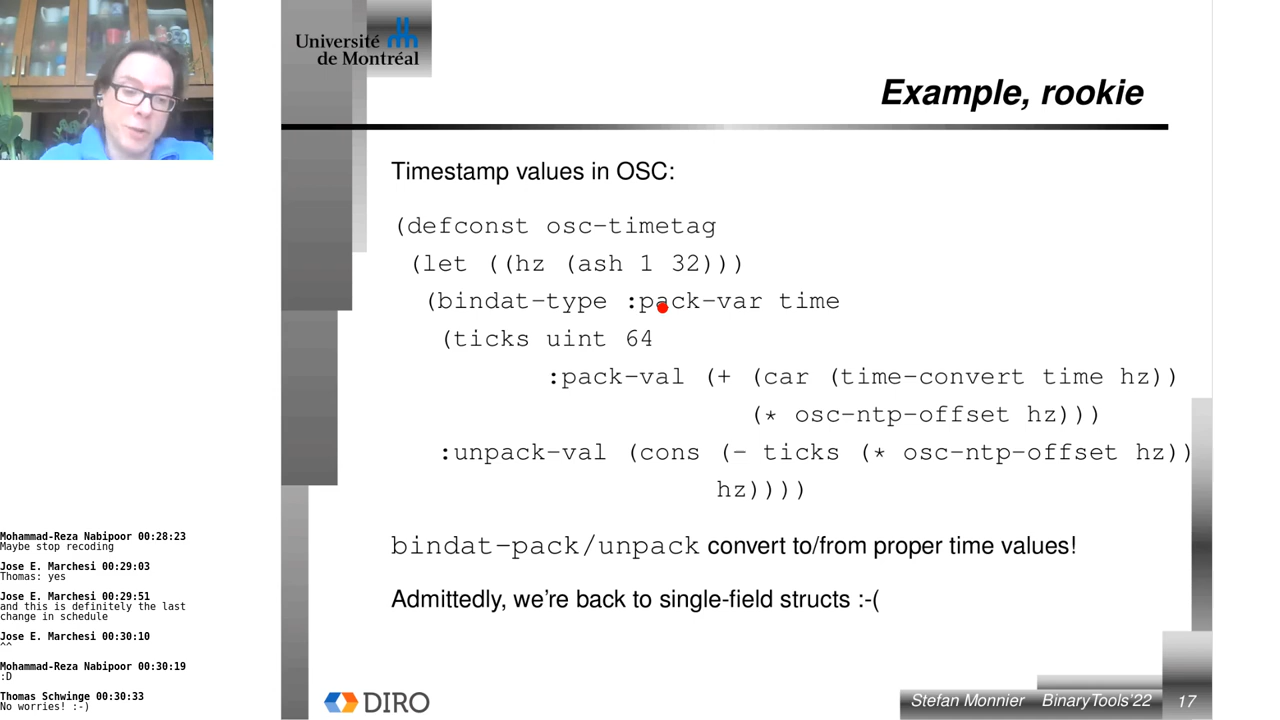 Université
de Montréal
Example, rookie
Timestamp values in OSC:
(defconst osc-timetag
(let ((hz (ash 1 32)))
(bindat-type :pack-var time
(ticks uint 64
:pack-val (+ (car (time-convert time hz))
(* osc-ntp-offset hz)))
:unpack-val (cons (- ticks (* osc-ntp-offset hz))
hz))))
bindat-pack/unpack convert to/from proper time values!
Admittedly, we're back to single-field structs :-(
DIRO
Stefan Monnier BinaryTools'22 17
Mohammad-Reza Nabipoor 00:28:23
Maybe stop recoding
Jose E. Marchesi 00:29:03
Thomas: yes
Jose E. Marchesi 00:29:51
and this is definitely the last
change in schedule
Jose E. Marchesi 00:30:10
^^
Mohammad-Reza Nabipoor 00:30:19
:D
Thomas Schwinge 00:30:33
No worries! :-)